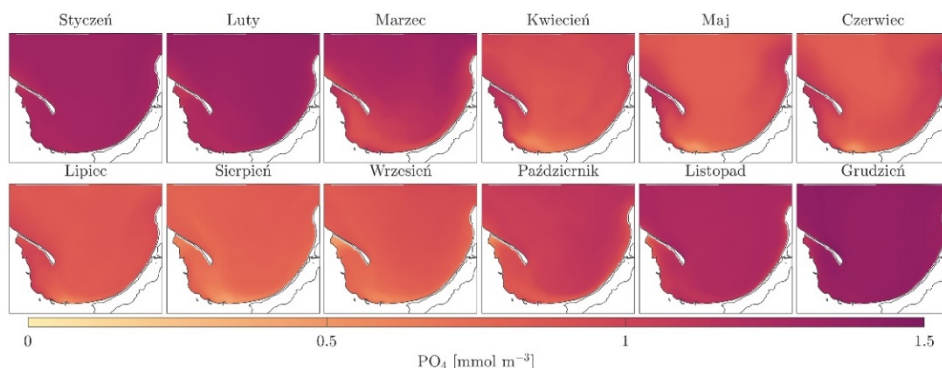 Styczeń Luty Marzec Kwiecień Maj Czerwiec
Lipiec Sierpień Wrzesień Październik Listopad Grudzień
0 0.5 1 1.5
PO₄ [mmol m⁻³]